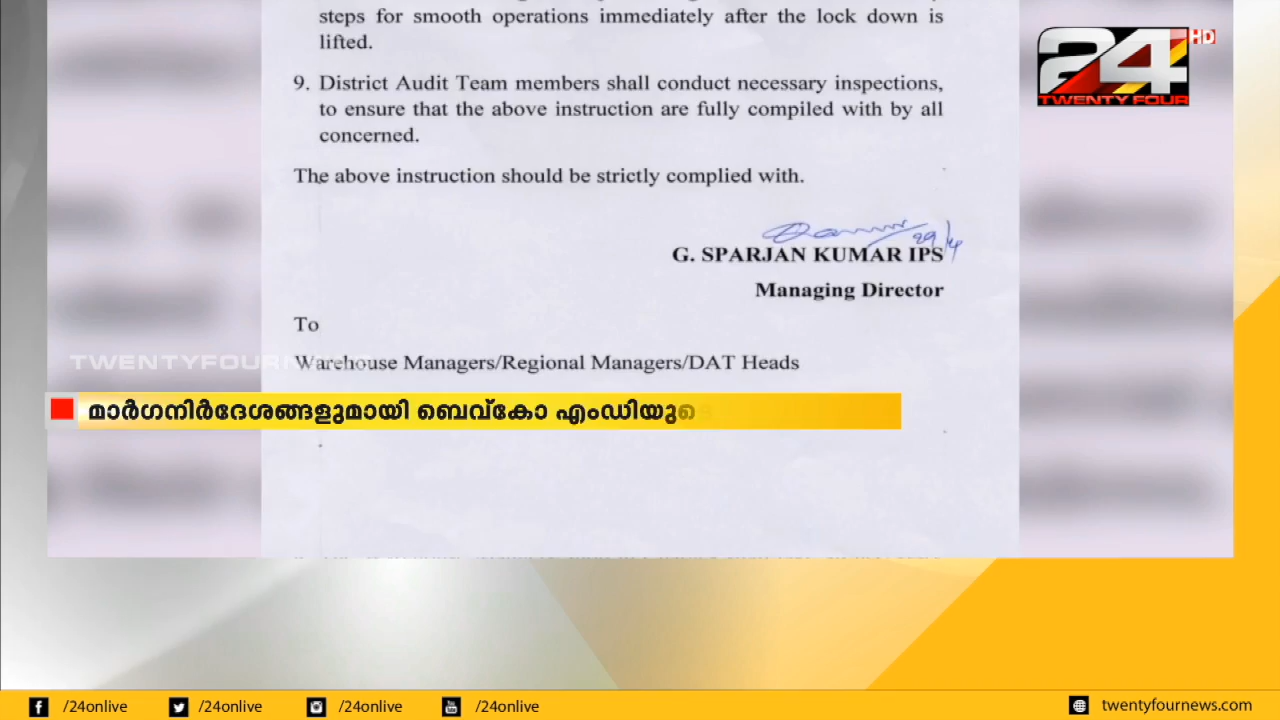 steps for smooth operations immediately after the lock down is
lifted.
9. District Audit Team members shall conduct necessary inspections,
to ensure that the above instruction are fully compiled with by all
concerned.
The above instruction should be strictly complied with.
29/4
G. SPARJAN KUMAR IPS
Managing Director
To
Warehouse Managers/Regional Managers/DAT Heads
24
HD
TWENTY FOUR
മാർഗനിർദേശങ്ങളുമായി ബെവ്കോ എംഡിയുടെ
/24onlive
/24onlive
/24onlive
/24onlive
twentyfournews.com